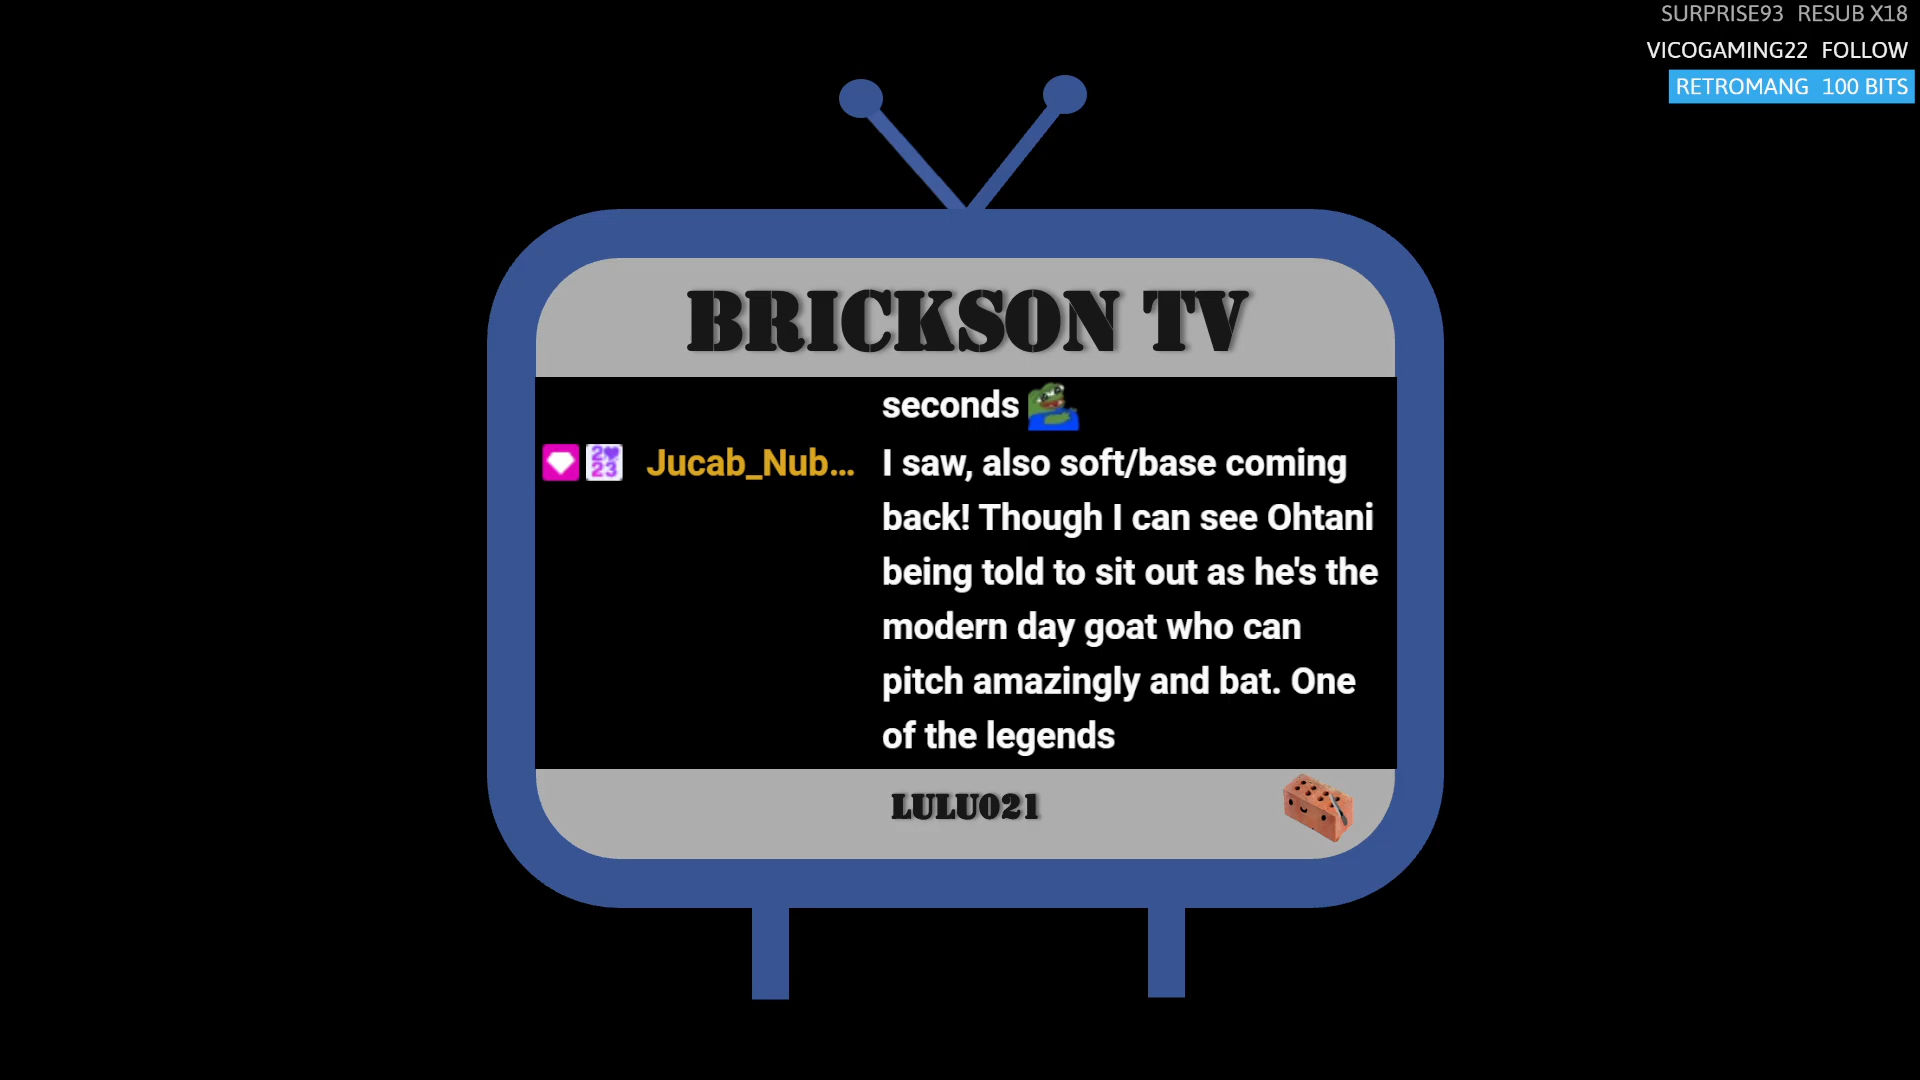 SURPRISE93 RESUB X18
VICOGAMING22 FOLLOW
RETROMANG 100 BITS
BRICKSON TV
seconds
2 23 Jucab_Nub... I saw, also soft/base coming
back! Though I can see Ohtani
being told to sit out as he's the
modern day goat who can
pitch amazingly and bat. One
of the legends
LULU021